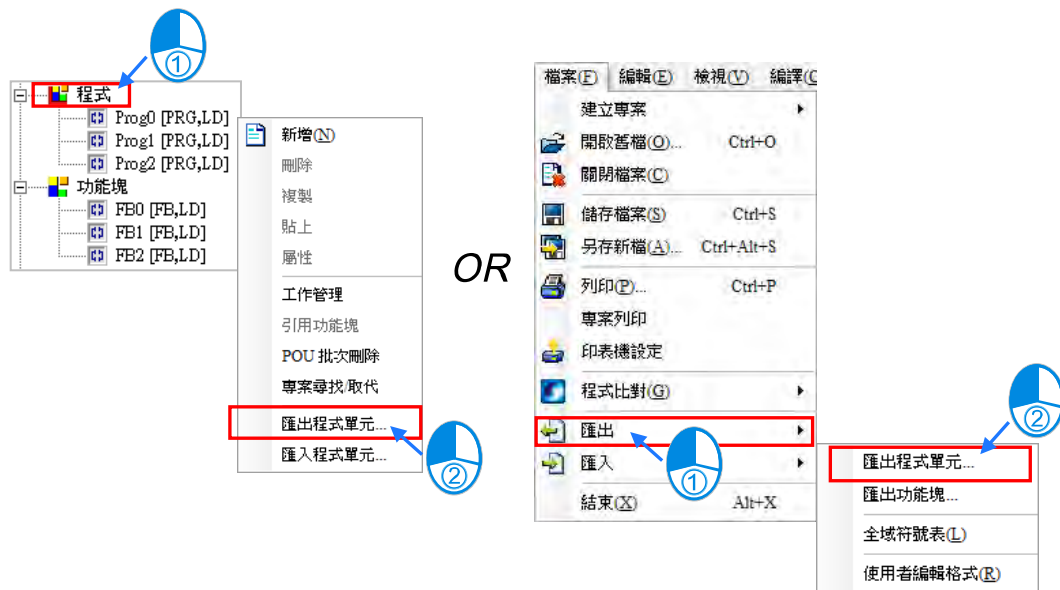 ①
程式
Prog0 [PRG,LD]
Prog1 [PRG,LD]
Prog2 [PRG,LD]
功能塊
FB0 [FB,LD]
FB1 [FB,LD]
FB2 [FB,LD]
新增(N)
刪除
複製
貼上
屬性
工作管理
引用功能塊
POU 批次刪除
專案尋找/取代
匯出程式單元...
匯入程式單元...
②
OR
檔案(F) 編輯(E) 檢視(V) 編譯(C
建立專案
開啟舊檔(O)... Ctrl+O
關閉檔案(C)
儲存檔案(S) Ctrl+S
另存新檔(A)... Ctrl+Alt+S
列印(P)... Ctrl+P
專案列印
印表機設定
程式比對(G)
匯出
匯入
結束(X) Alt+X
①
②
匯出程式單元...
匯出功能塊...
全域符號表(L)
使用者編輯格式(R)